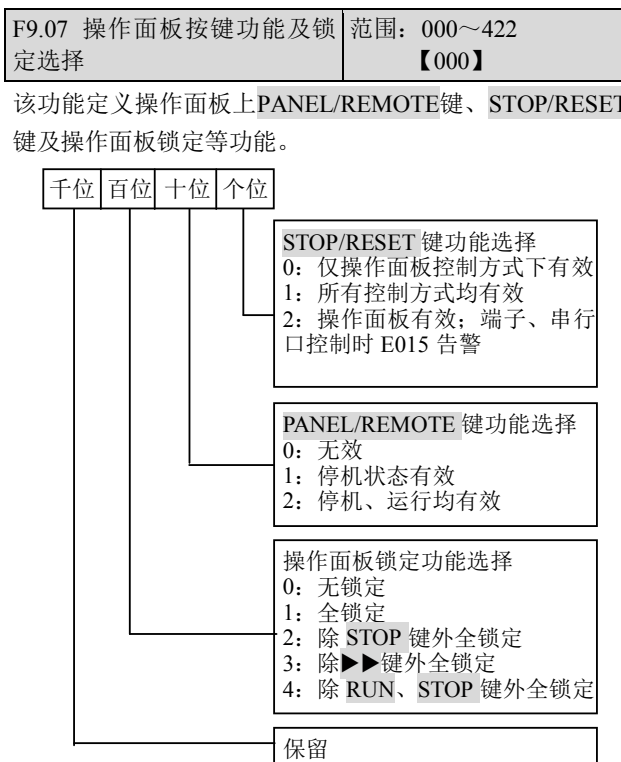 F9.07 操作面板按键功能及锁定选择
范围：000～422
【000】
该功能定义操作面板上PANEL/REMOTE键、STOP/RESET
键及操作面板锁定等功能。
千位 百位 十位 个位
STOP/RESET 键功能选择
0：仅操作面板控制方式下有效
1：所有控制方式均有效
2：操作面板有效；端子、串行
口控制时 E015 告警
PANEL/REMOTE 键功能选择
0：无效
1：停机状态有效
2：停机、运行均有效
操作面板锁定功能选择
0：无锁定
1：全锁定
2：除 STOP 键外全锁定
3：除▶▶键外全锁定
4：除 RUN、STOP 键外全锁定
保留